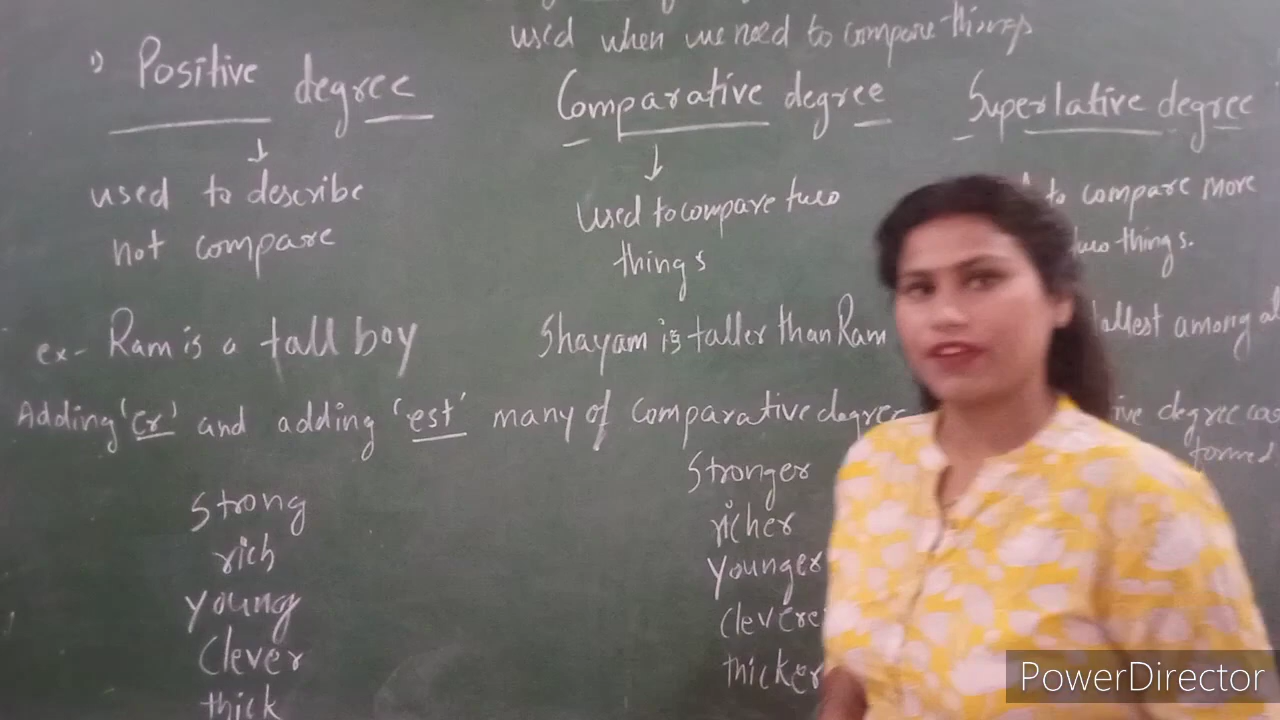 used when we need to compare things
1) Positive degree
Comparative degree
Superlative degree
used to describe
not compare
used to compare two
things
to compare more
two things.
ex- Ram is a tall boy
Shayam is taller than Ram
tallest among
Adding 'er' and adding 'est' many of comparative degree
degree can
formed
strong
rich
young
clever
thick
stronger
richer
younger
clevere
thicker
PowerDirector